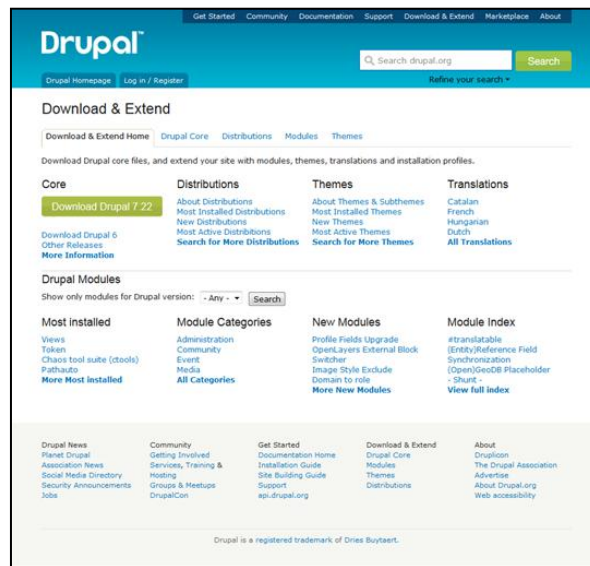 Get Started Community Documentation Support Download & Extend Marketplace About
Drupal™
Search drupal.org Search
Drupal Homepage Log in / Register Refine your search
Download & Extend
Download & Extend Home Drupal Core Distributions Modules Themes
Download Drupal core files, and extend your site with modules, themes, translations and installation profiles.
Core
Download Drupal 7.22
Download Drupal 6
Other Releases
More Information
Distributions
About Distributions
Most Installed Distributions
New Distributions
Most Active Distribitions
Search for More Distributions
Themes
About Themes & Subthemes
Most Installed Themes
New Themes
Most Active Themes
Search for More Themes
Translations
Catalan
French
Hungarian
Dutch
All Translations
Drupal Modules
Show only modules for Drupal version: - Any - Search
Most installed
Views
Token
Chaos tool suite (ctools)
Pathauto
More Most installed
Module Categories
Administration
Community
Event
Media
All Categories
New Modules
Profile Fields Upgrade
OpenLayers External Block
Switcher
Image Style Exclude
Domain to role
More New Modules
Module Index
#translatable
(Entity)Reference Field
Synchronization
(Open)GeoDB Placeholder
- Shunt -
View full index
Drupal News
Planet Drupal
Association News
Social Media Directory
Security Announcements
Jobs
Community
Getting Involved
Services, Training &
Hosting
Groups & Meetups
DrupalCon
Get Started
Documentation Home
Installation Guide
Site Building Guide
Support
api.drupal.org
Download & Extend
Drupal Core
Modules
Themes
Distributions
About
Druplicon
The Drupal Association
Advertise
About Drupal.org
Web accessibility
Drupal is a registered trademark of Dries Buytaert.